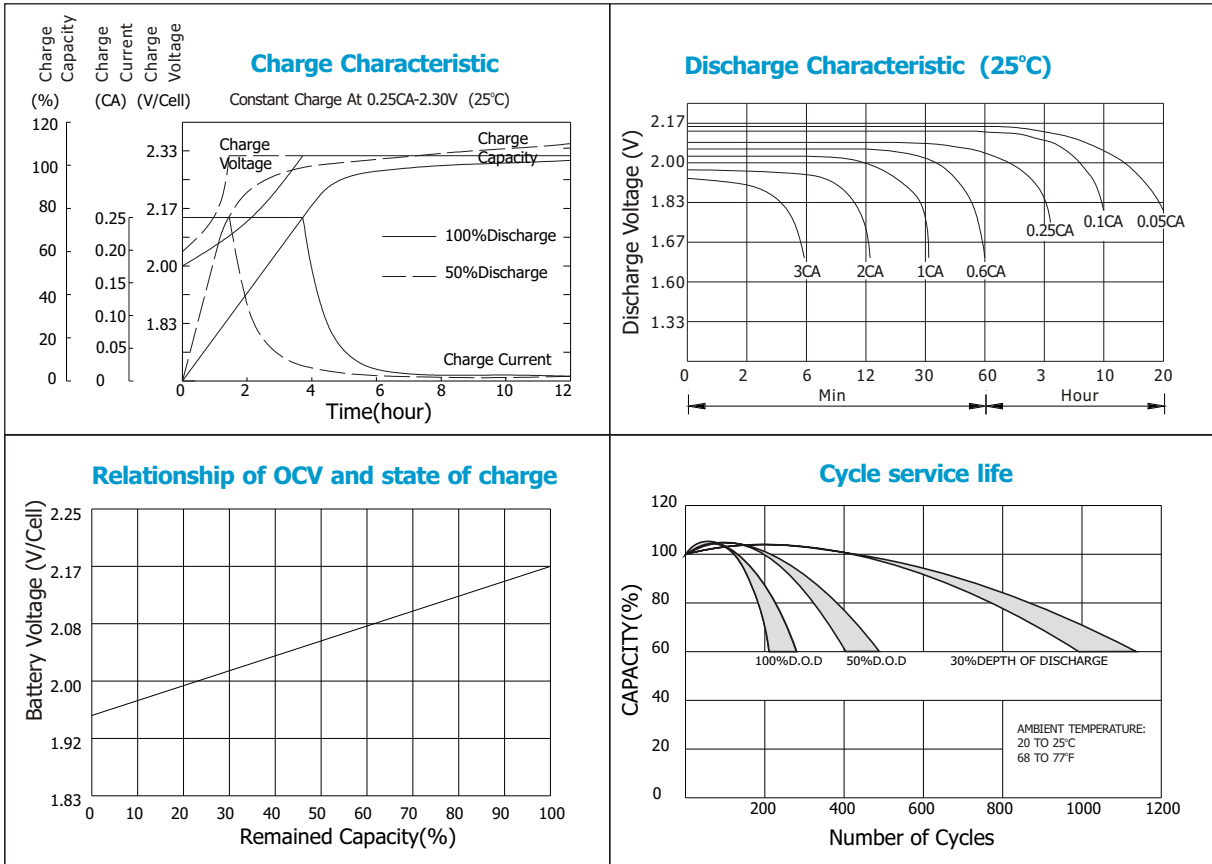 Charge
Capacity
Charge
Current
Charge
Voltage
(%)
(CA)
(V/Cell)
Charge Characteristic
Constant Charge At 0.25CA-2.30V (25°C)
120
100
80
60
40
20
0
0.25
0.20
0.15
0.10
0.05
0
2.33
2.17
2.00
1.83
Charge
Voltage
Charge
Capacity
100%Discharge
50%Discharge
Charge Current
0 2 4 6 8 10 12
Time(hour)
Discharge Characteristic (25°C)
Discharge Voltage (V)
2.17
2.00
1.83
1.67
1.60
1.33
3CA 2CA 1CA 0.6CA 0.25CA 0.1CA 0.05CA
0 2 6 12 30 60 3 10 20
Min Hour
Relationship of OCV and state of charge
Battery Voltage (V/Cell)
2.25
2.17
2.08
2.00
1.92
1.83
0 10 20 30 40 50 60 70 80 90 100
Remained Capacity(%)
Cycle service life
CAPACITY(%)
120
100
80
60
40
20
0
100%D.O.D 50%D.O.D 30%DEPTH OF DISCHARGE
AMBIENT TEMPERATURE:
20 TO 25°C
68 TO 77°F
200 400 600 800 1000 1200
Number of Cycles